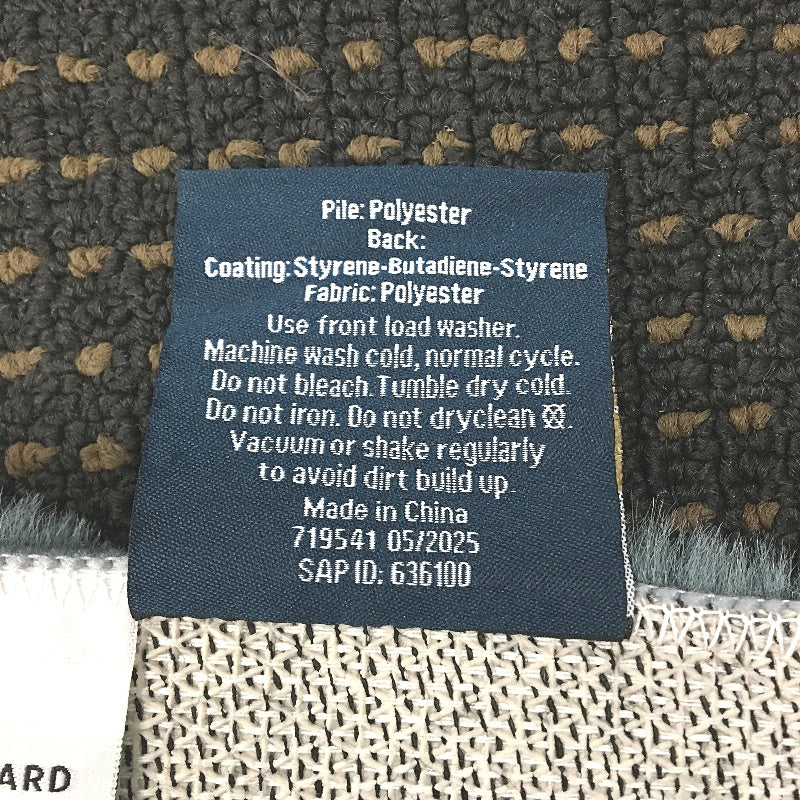 Pile: Polyester
Back:
Coating: Styrene-Butadiene-Styrene
Fabric: Polyester
Use front load washer.
Machine wash cold, normal cycle.
Do not bleach. Tumble dry cold.
Do not iron. Do not dryclean.
Vacuum or shake regularly
to avoid dirt build up.
Made in China
719541 05/2025
SAP ID: 636100
ARD